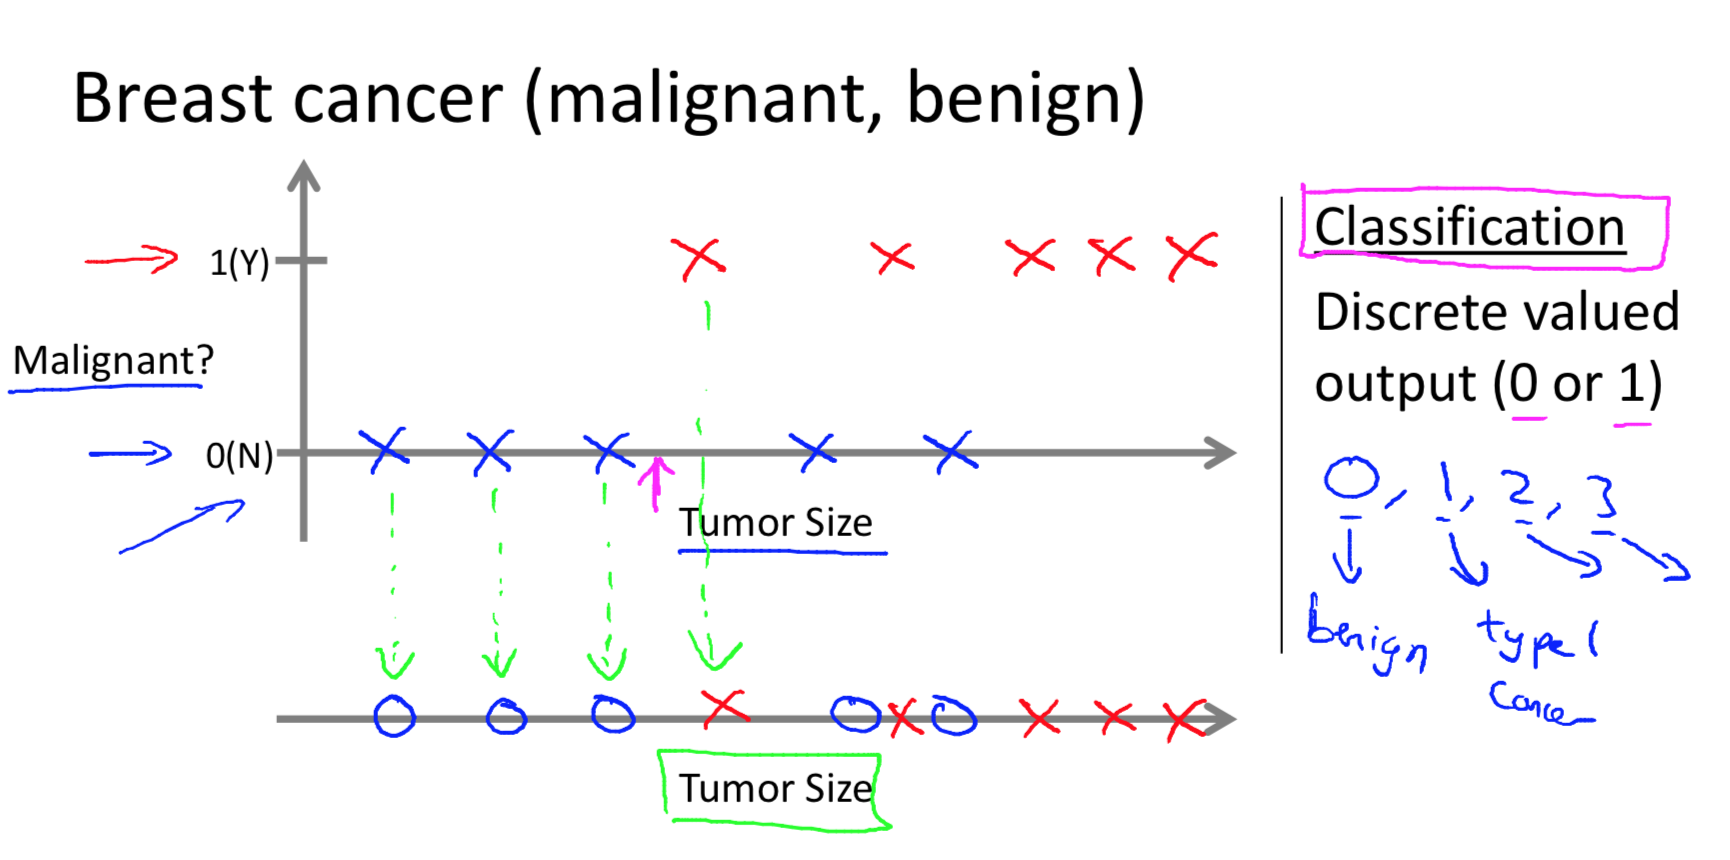 Breast cancer (malignant, benign)
1(Y)
Malignant?
0(N)
Tumor Size
Tumor Size
Classification
Discrete valued
output (0 or 1)
0, 1, 2, 3
benign
type 1
cancer